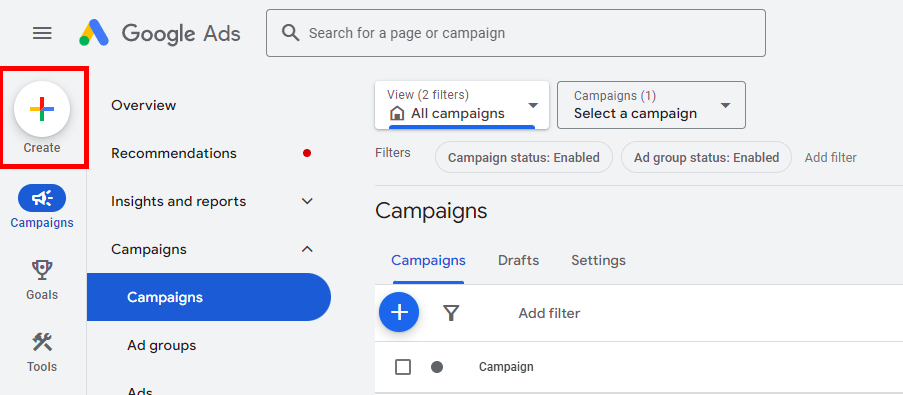 Google Ads
Search for a page or campaign
Create
Campaigns
Goals
Tools
Overview
Recommendations
Insights and reports
Campaigns
Campaigns
Ad groups
Ads
View (2 filters)
All campaigns
Campaigns (1)
Select a campaign
Filters
Campaign status: Enabled
Ad group status: Enabled
Add filter
Campaigns
Campaigns
Drafts
Settings
Add filter
Campaign